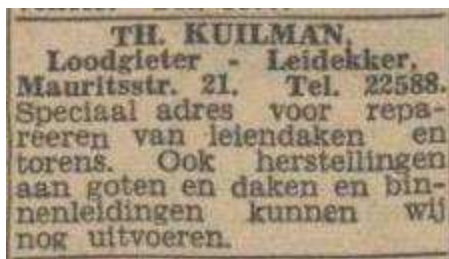 TH. KUILMAN,
Loodgieter - Leidekker,
Mauritsstr. 21. Tel. 22588.
Speciaal adres voor repa-
reeren van leiendaken en
torens. Ook herstellingen
aan goten en daken en bin-
nenleidingen kunnen wij
nog uitvoeren.